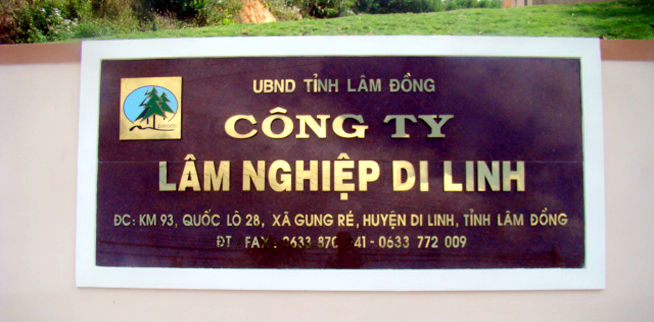 UBND TỈNH LÂM ĐỒNG
CÔNG TY
LÂM NGHIỆP DI LINH
ĐC: KM 93, QUỐC LỘ 28, XÃ GUNG RÉ, HUYỆN DI LINH, TỈNH LÂM ĐỒNG
ĐT FAX: 0633 870 - 0633 772 009